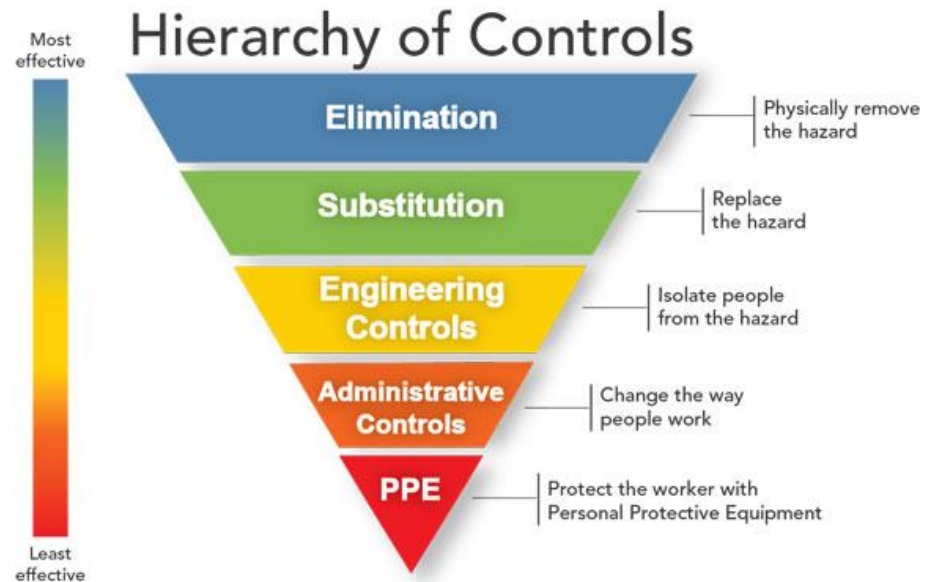 Hierarchy of Controls
Most
effective
Elimination
Physically remove
the hazard
Substitution
Replace
the hazard
Engineering
Controls
Isolate people
from the hazard
Administrative
Controls
Change the way
people work
PPE
Protect the worker with
Personal Protective Equipment
Least
effective